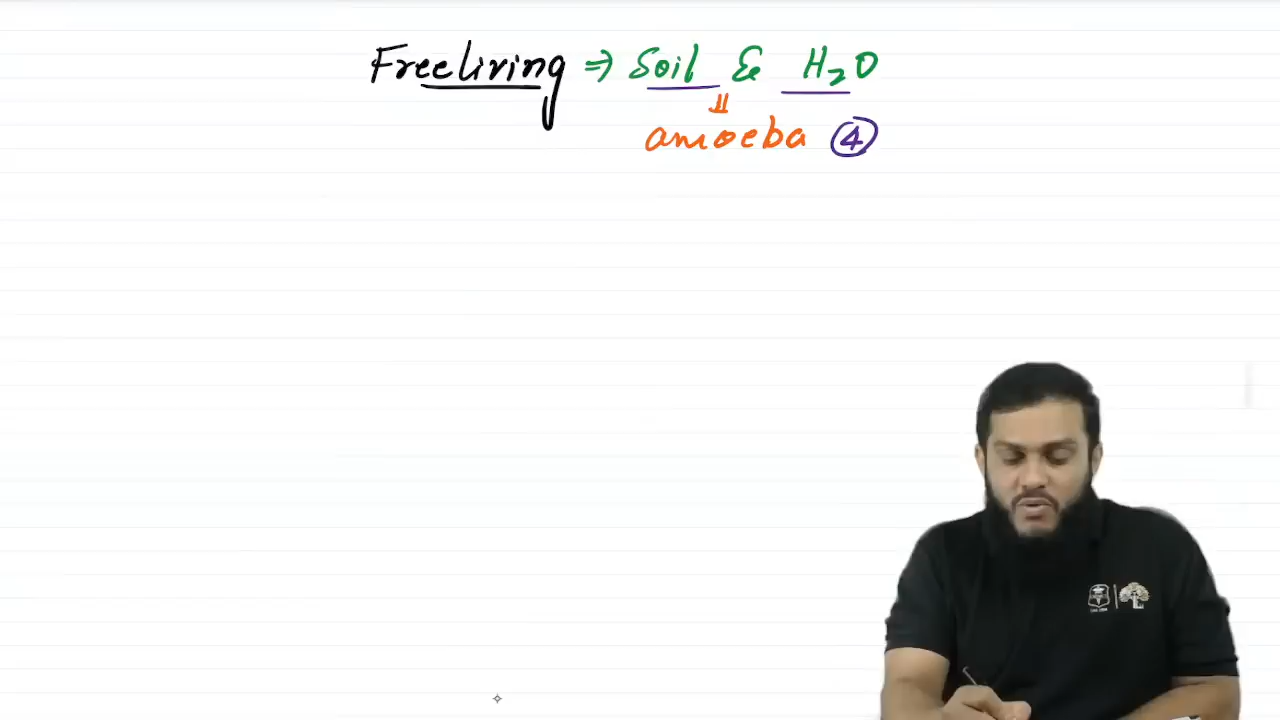 Freeliving ⇒ Soil & H₂O
⇓
amoeba ④